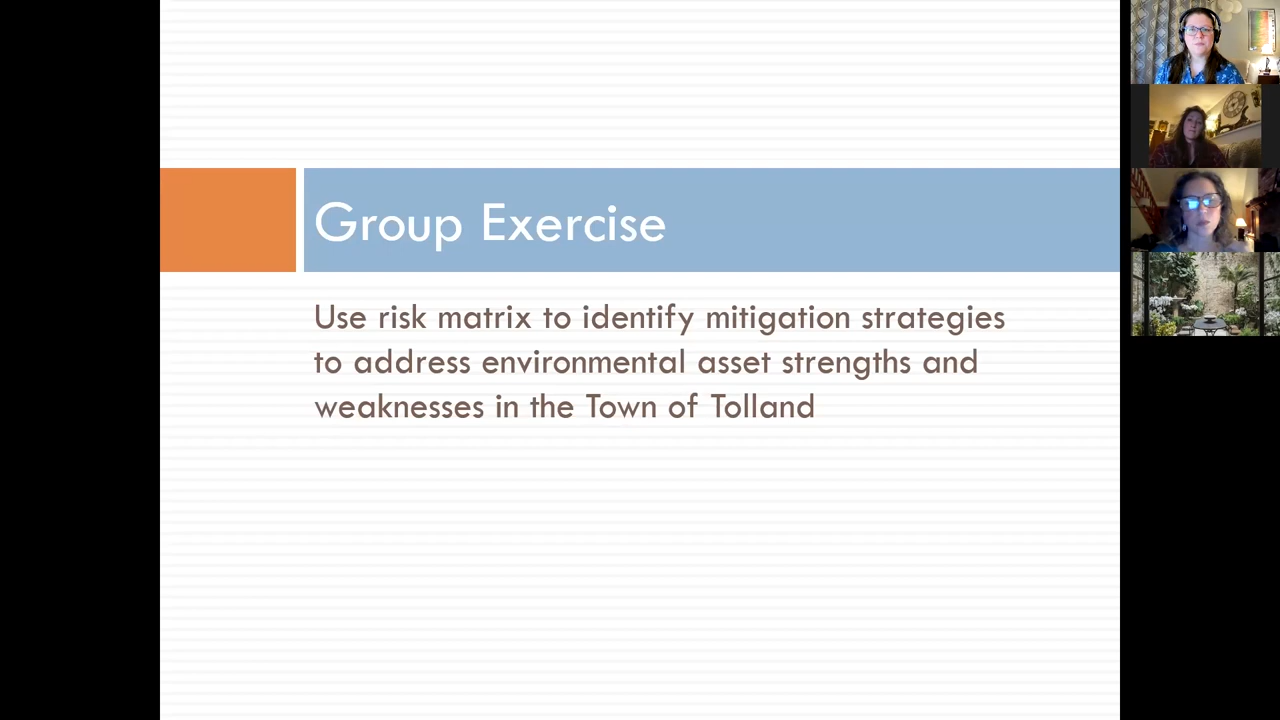 Group Exercise
Use risk matrix to identify mitigation strategies
to address environmental asset strengths and
weaknesses in the Town of Tolland